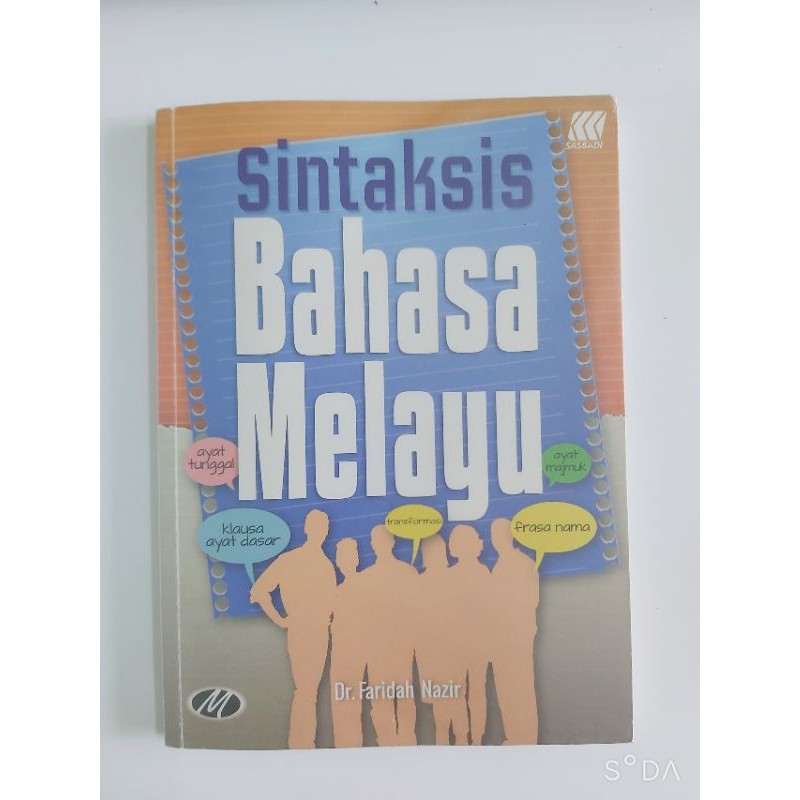 SASBADI
Sintaksis
Bahasa
Melayu
ayat
tunggal
ayat
majmuk
klausa
ayat dasar
transformasi
frasa nama
Dr. Faridah Nazir
M
S°DA